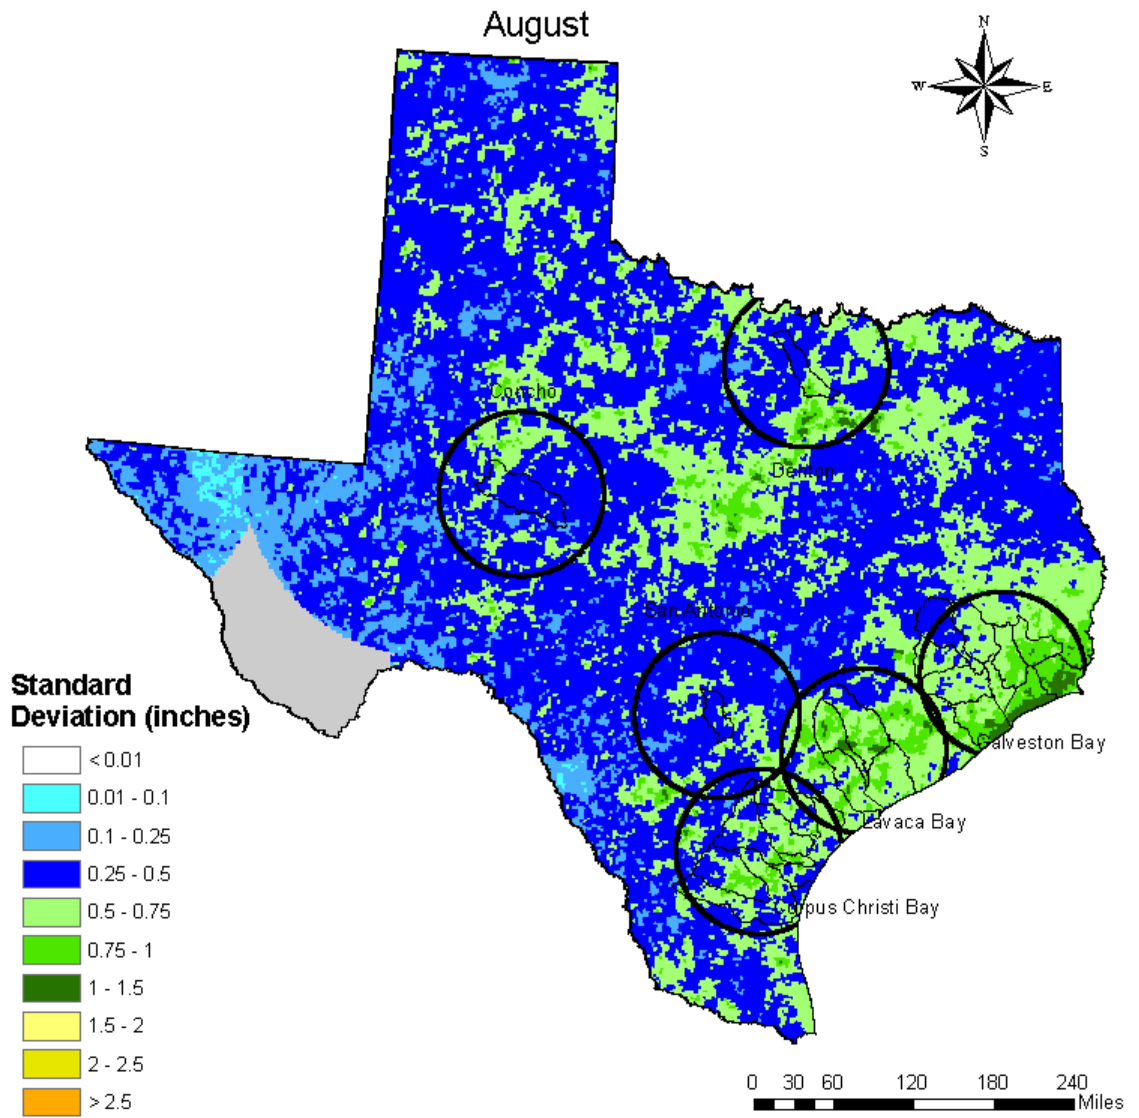 August
N
W
E
S
Concho
Denton
San Antonio
Galveston Bay
Lavaca Bay
Corpus Christi Bay
Standard
Deviation (inches)
< 0.01
0.01 - 0.1
0.1 - 0.25
0.25 - 0.5
0.5 - 0.75
0.75 - 1
1 - 1.5
1.5 - 2
2 - 2.5
> 2.5
0 30 60 120 180 240
Miles